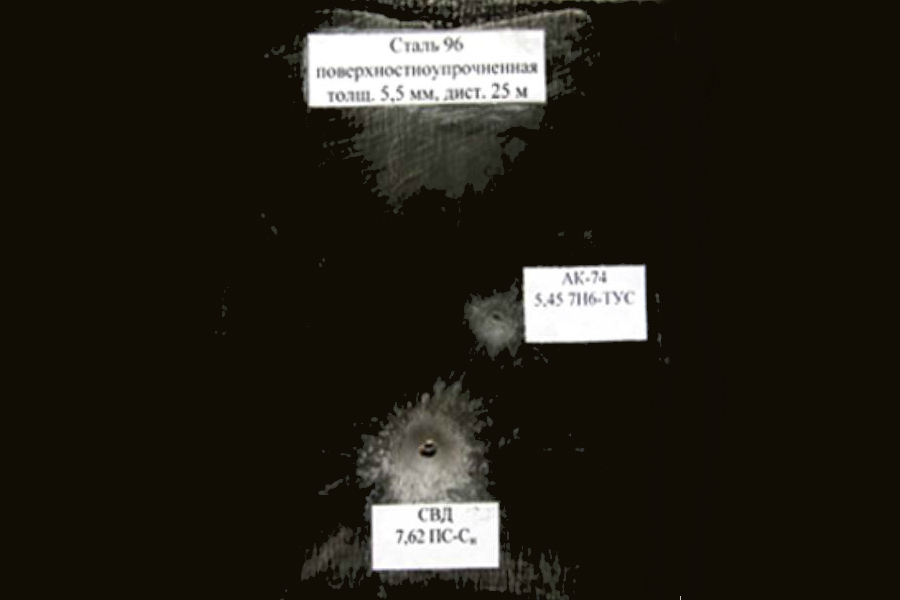 Сталь 96
поверхностноупрочненная
толщ. 5,5 мм, дист. 25 м
АК-74
5,45 7Н6-ТУС
СВД
7,62 ПС-Сн